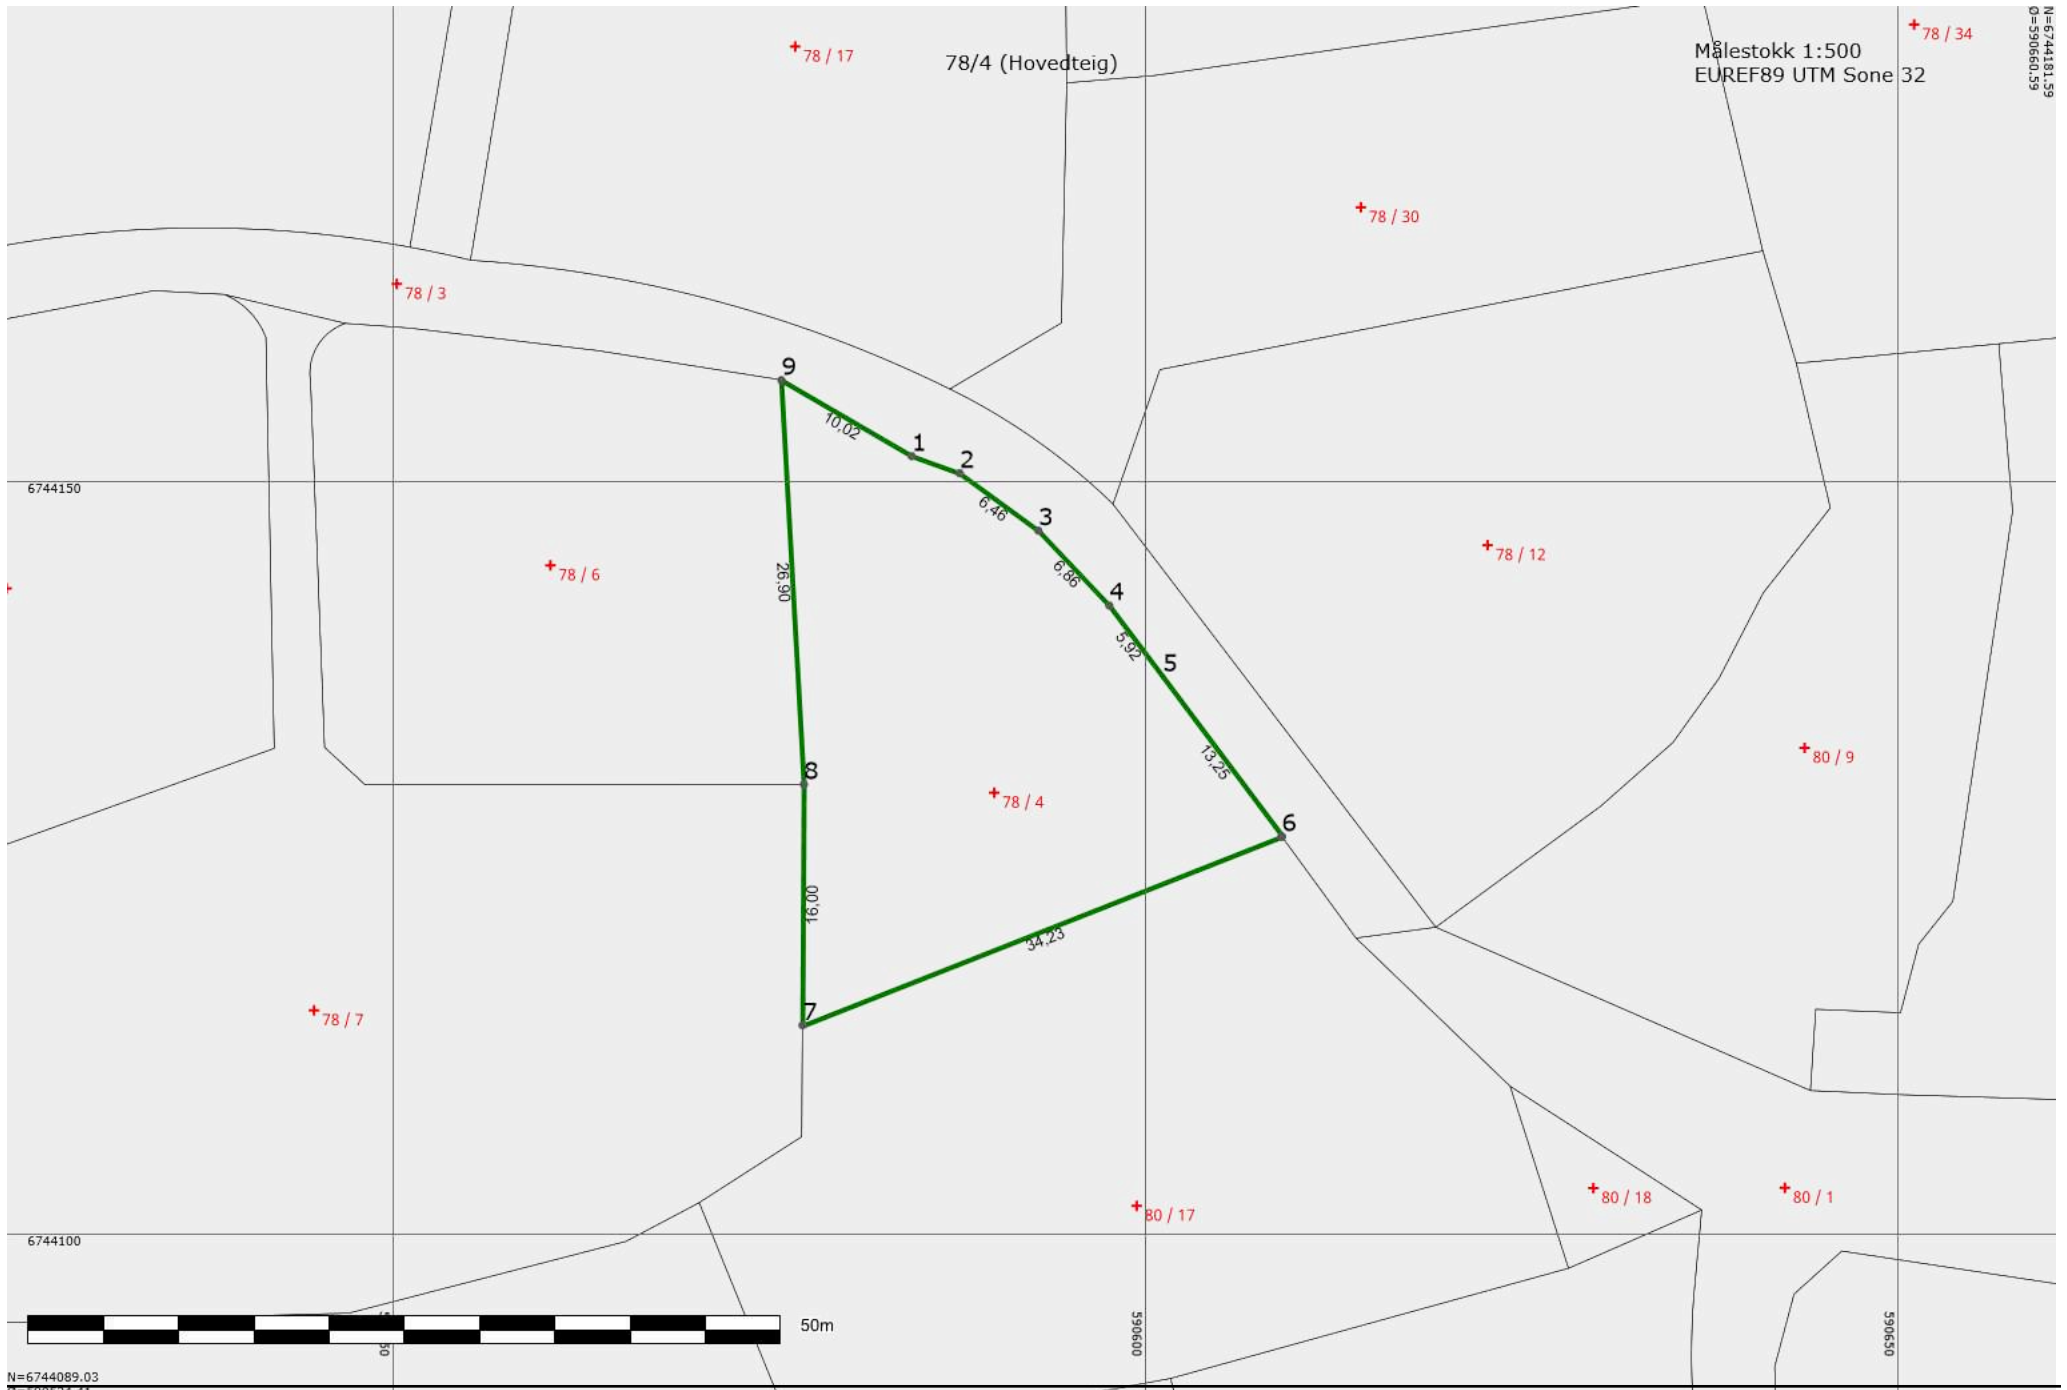 78 / 17
78/4 (Hovedteig)
Målestokk 1:500
EUREF89 UTM Sone 32
78 / 34
N=6744181.59
Ø=590660.59
78 / 30
78 / 3
9
10,02
1
2
6744150
6,46
3
78 / 12
78 / 6
26,90
6,86
4
5,92
5
13,25
80 / 9
8
78 / 4
6
16,00
34,23
7
78 / 7
80 / 18
80 / 1
80 / 17
6744100
50m
590600
590650
N=6744089.03